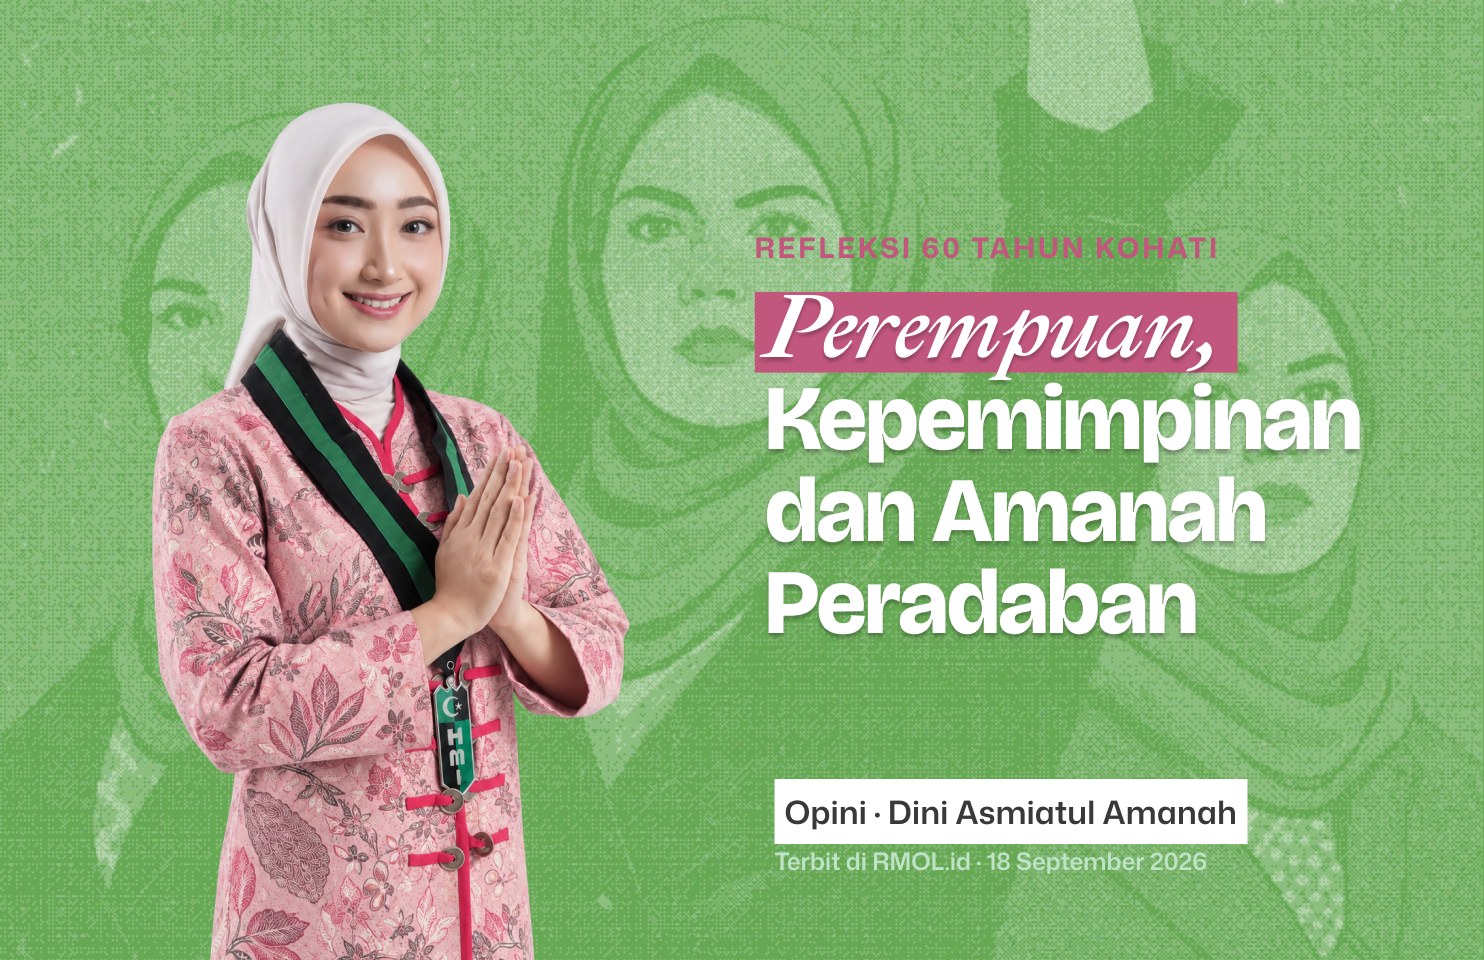 REFLEKSI 60 TAHUN KOHATI
Perempuan,
Kepemimpinan
dan Amanah
Peradaban
HMI
Opini · Dini Asmiatul Amanah
Terbit di RMOL.id · 18 September 2026